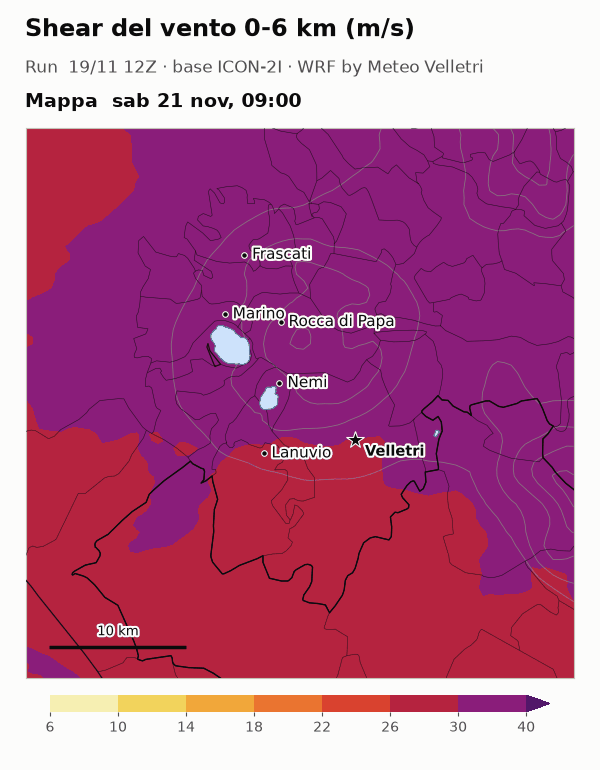 Shear del vento 0-6 km (m/s)
Run  19/11 12Z · base ICON-2I · WRF by Meteo Velletri
Mappa  sab 21 nov, 09:00
Frascati
Marino
Rocca di Papa
Nemi
Velletri
Lanuvio
10 km
6 10 14 18 22 26 30 40